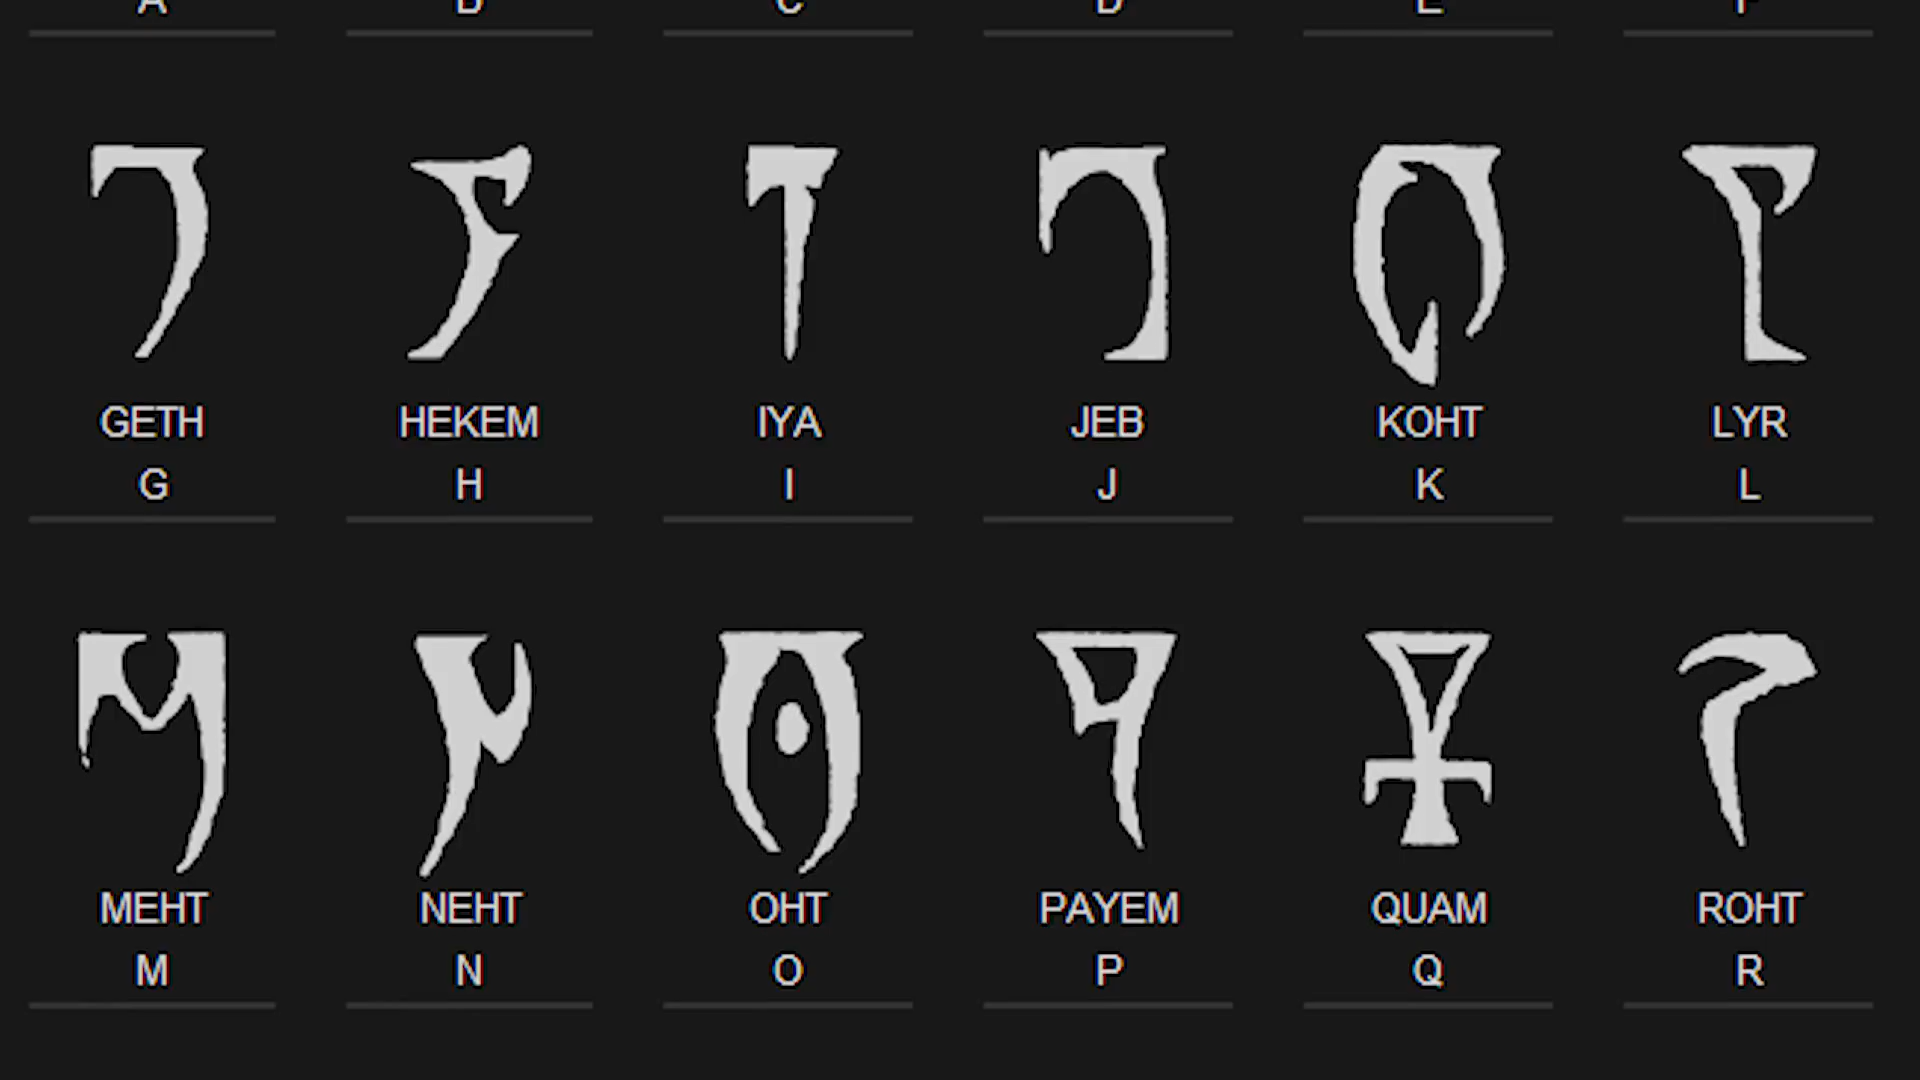 A B C D E F
GETH HEKEM IYA JEB KOHT LYR
G H I J K L
MEHT NEHT OHT PAYEM QUAM ROHT
M N O P Q R